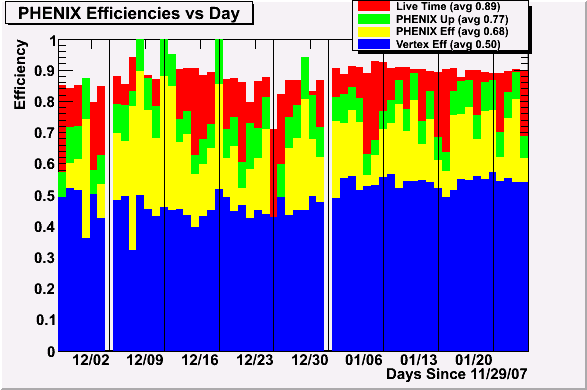 PHENIX Efficiencies vs Day
Live Time (avg 0.89)
PHENIX Up (avg 0.77)
PHENIX Eff (avg 0.68)
Vertex Eff (avg 0.50)
Efficiency
1
0.9
0.8
0.7
0.6
0.5
0.4
0.3
0.2
0.1
0
12/02 12/09 12/16 12/23 12/30 01/06 01/13 01/20
Days Since 11/29/07